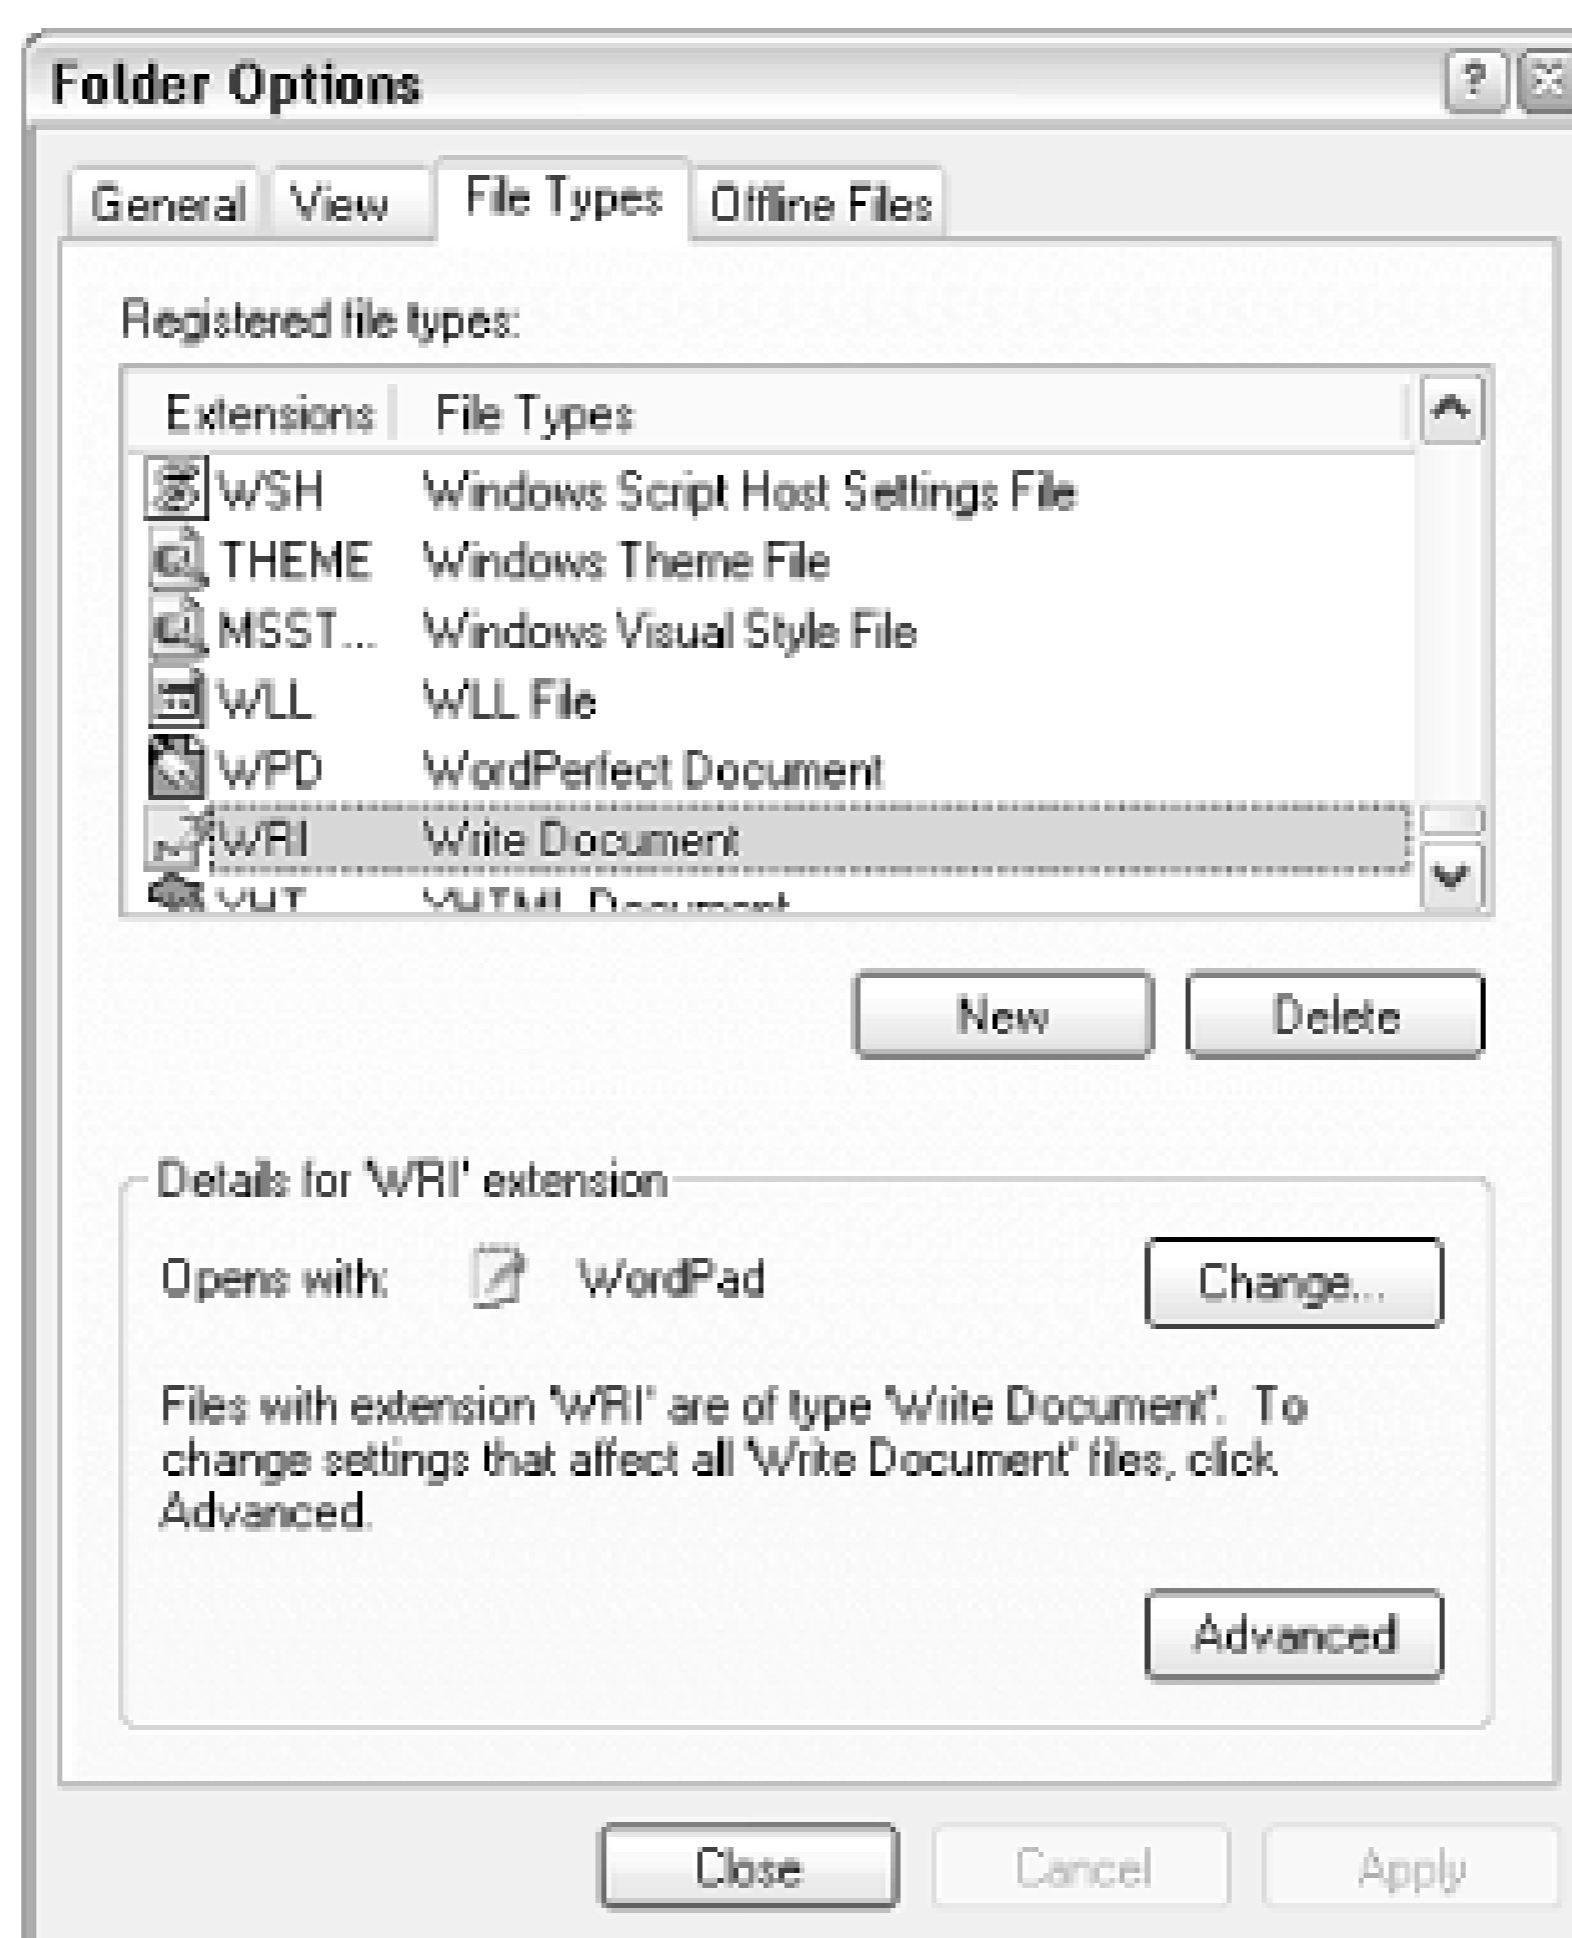 Folder Options
?
General View File Types Offline Files
Registered file types:
Extensions File Types
WSH Windows Script Host Settings File
THEME Windows Theme File
MSST... Windows Visual Style File
WLL WLL File
WPD WordPerfect Document
WRI Write Document
XHT XHTML Document
New Delete
Details for 'WRI' extension
Opens with: WordPad Change...
Files with extension 'WRI' are of type 'Write Document'. To
change settings that affect all 'Write Document' files, click
Advanced.
Advanced
Close Cancel Apply